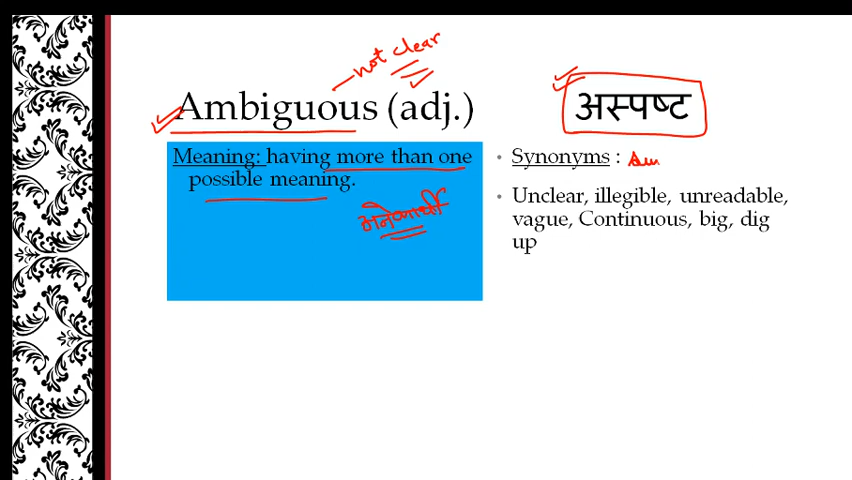 not clear
Ambiguous (adj.)
अस्पष्ट
Meaning: having more than one
possible meaning.
अनेकार्थी
• Synonyms :
• Unclear, illegible, unreadable,
vague, Continuous, big, dig
up